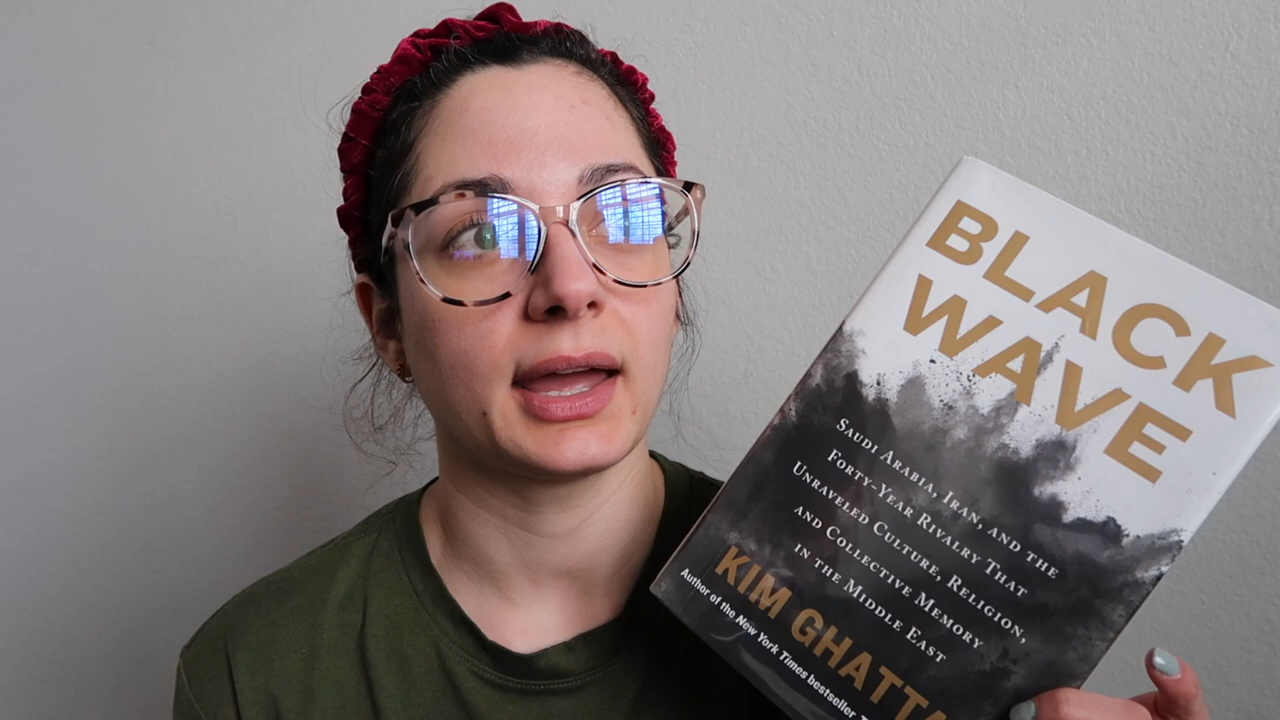 BLACK
WAVE
SAUDI ARABIA, IRAN, AND THE
FORTY-YEAR RIVALRY THAT
UNRAVELED CULTURE, RELIGION,
AND COLLECTIVE MEMORY
IN THE MIDDLE EAST
KIM GHATTA
Author of the New York Times bestseller